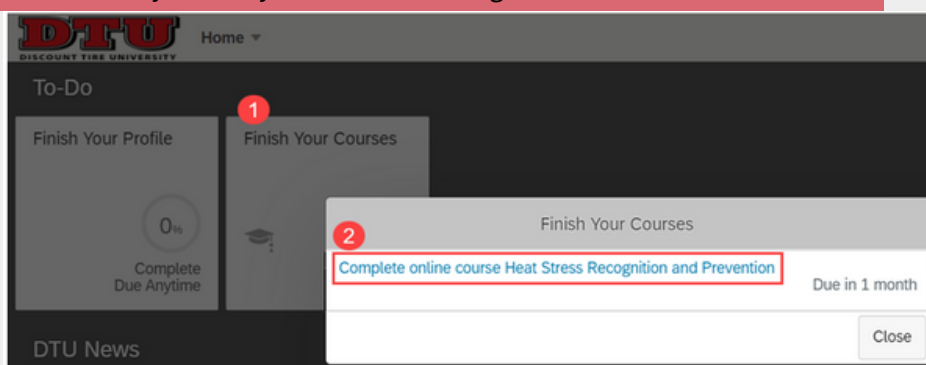 DTU
DISCOUNT TIRE UNIVERSITY
Home
To-Do
1
Finish Your Profile
0%
Complete
Due Anytime
Finish Your Courses
Finish Your Courses
2
Complete online course Heat Stress Recognition and Prevention
Due in 1 month
Close
DTU News